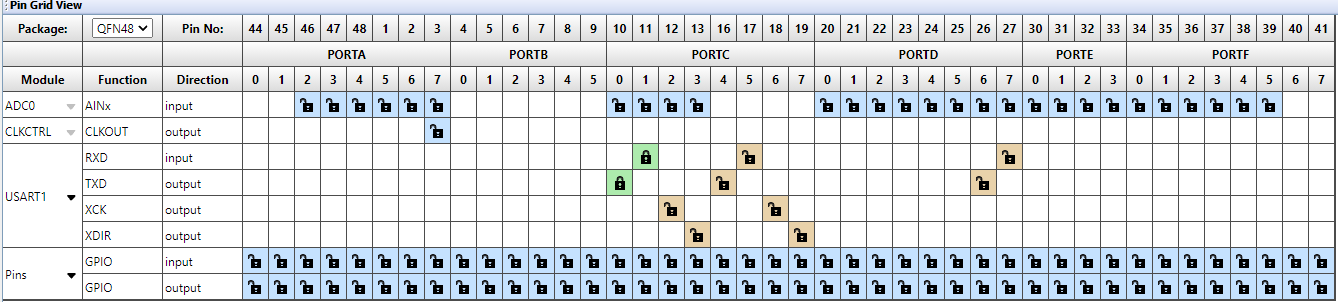 Pin Grid View
Package: QFN48 Pin No: 44 45 46 47 48 1 2 3 4 5 6 7 8 9 10 11 12 13 16 17 18 19 20 21 22 23 24 25 26 27 30 31 32 33 34 35 36 37 38 39 40 41
PORTA PORTB PORTC PORTD PORTE PORTF
Module Function Direction 0 1 2 3 4 5 6 7 0 1 2 3 4 5 0 1 2 3 4 5 6 7 0 1 2 3 4 5 6 7 0 1 2 3 0 1 2 3 4 5 6 7
ADC0 AINx input
CLKCTRL CLKOUT output
USART1 RXD input
TXD output
XCK output
XDIR output
Pins GPIO input
GPIO output